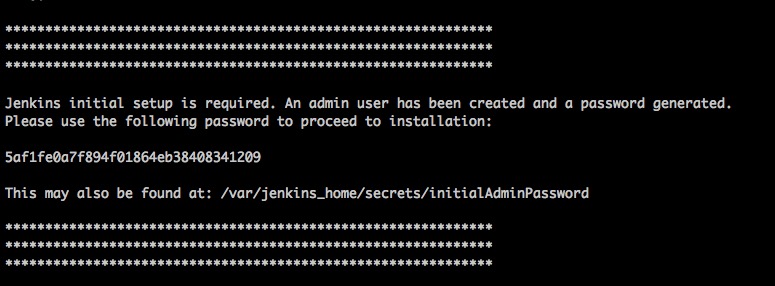 *************************************************************
*************************************************************
*************************************************************
Jenkins initial setup is required. An admin user has been created and a password generated.
Please use the following password to proceed to installation:
5af1fe0a7f894f01864eb38408341209
This may also be found at: /var/jenkins_home/secrets/initialAdminPassword
*************************************************************
*************************************************************
*************************************************************